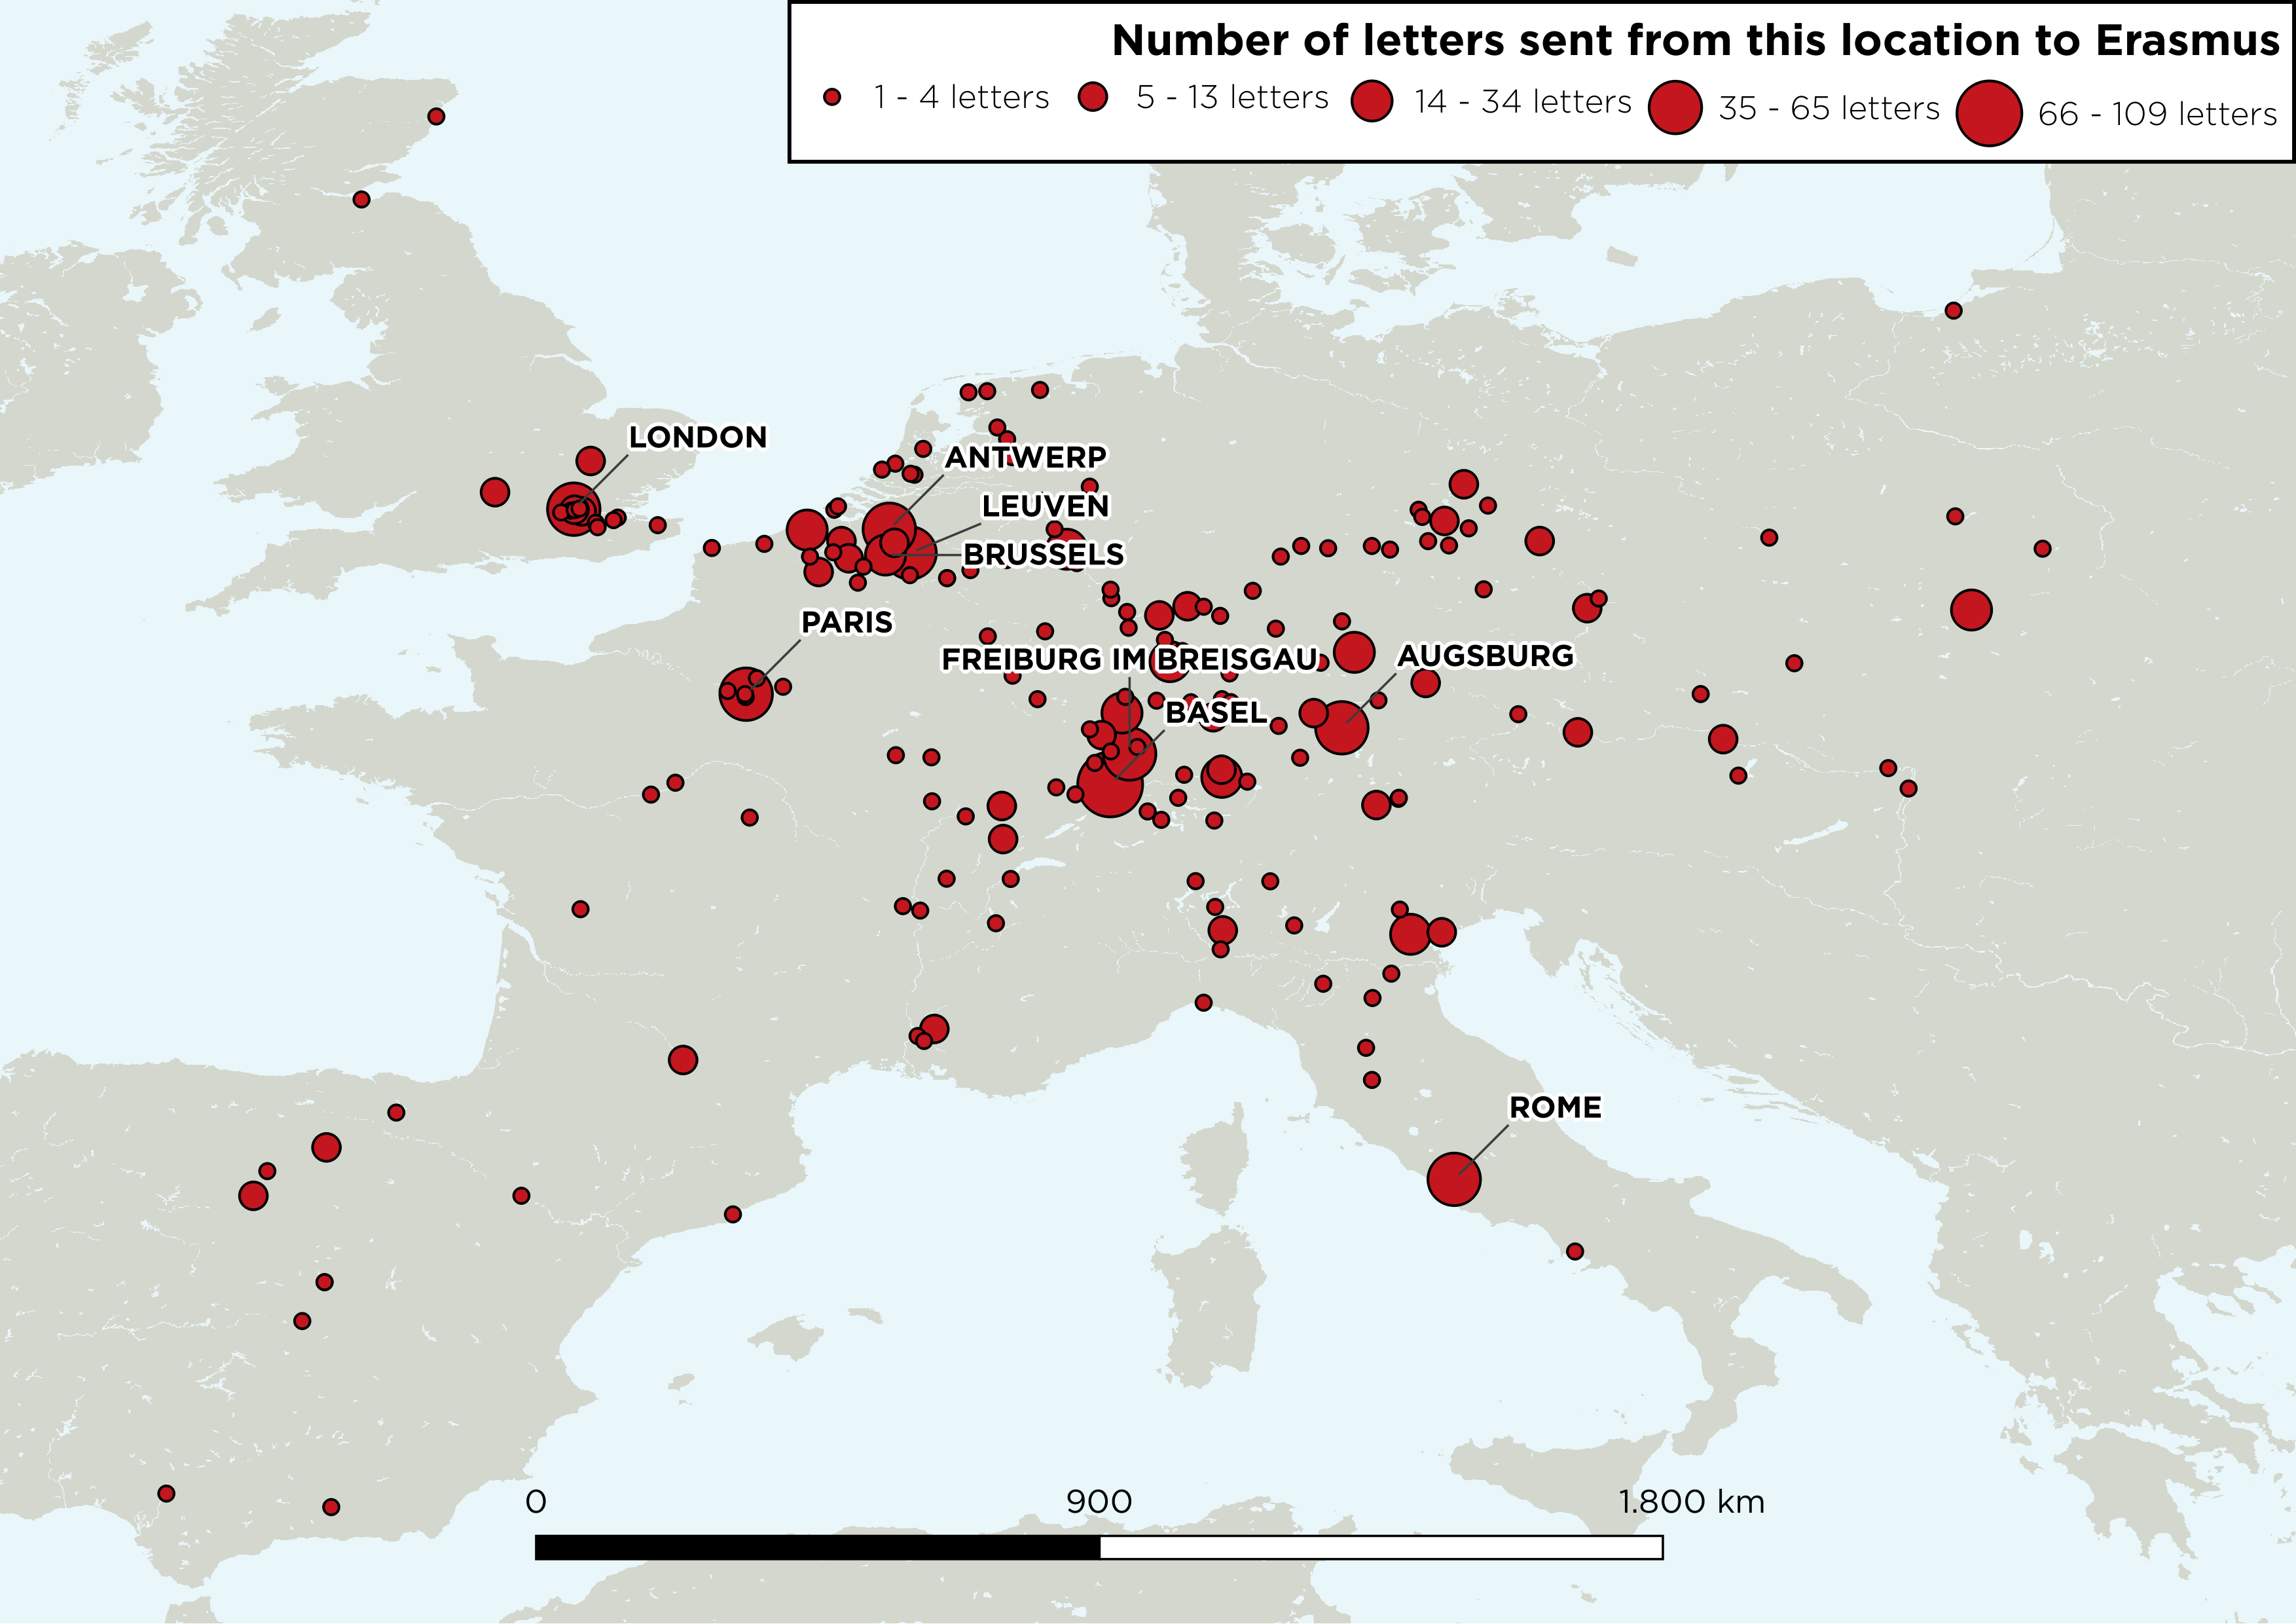 Number of letters sent from this location to Erasmus
1 - 4 letters 5 - 13 letters 14 - 34 letters 35 - 65 letters 66 - 109 letters
LONDON
ANTWERP
LEUVEN
BRUSSELS
PARIS
FREIBURG IM BREISGAU
AUGSBURG
BASEL
ROME
0 900 1.800 km